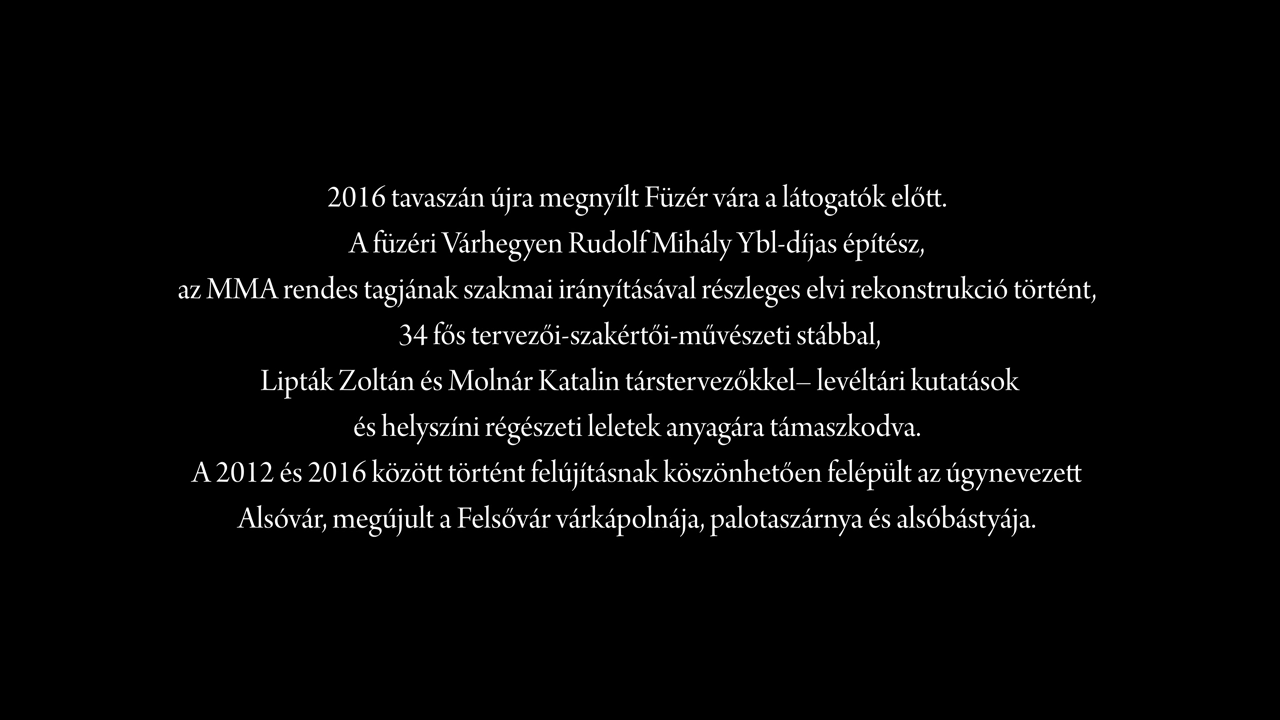 2016 tavaszán újra megnyílt Füzér vára a látogatók előtt.
A füzéri Várhegyen Rudolf Mihály Ybl-díjas építész,
az MMA rendes tagjának szakmai irányításával részleges elvi rekonstrukció történt,
34 fős tervezői-szakértői-művészeti stábbal,
Lipták Zoltán és Molnár Katalin társtervezőkkel– levéltári kutatások
és helyszíni régészeti leletek anyagára támaszkodva.
A 2012 és 2016 között történt felújításnak köszönhetően felépült az úgynevezett
Alsóvár, megújult a Felsővár várkápolnája, palotaszárnya és alsóbástyája.